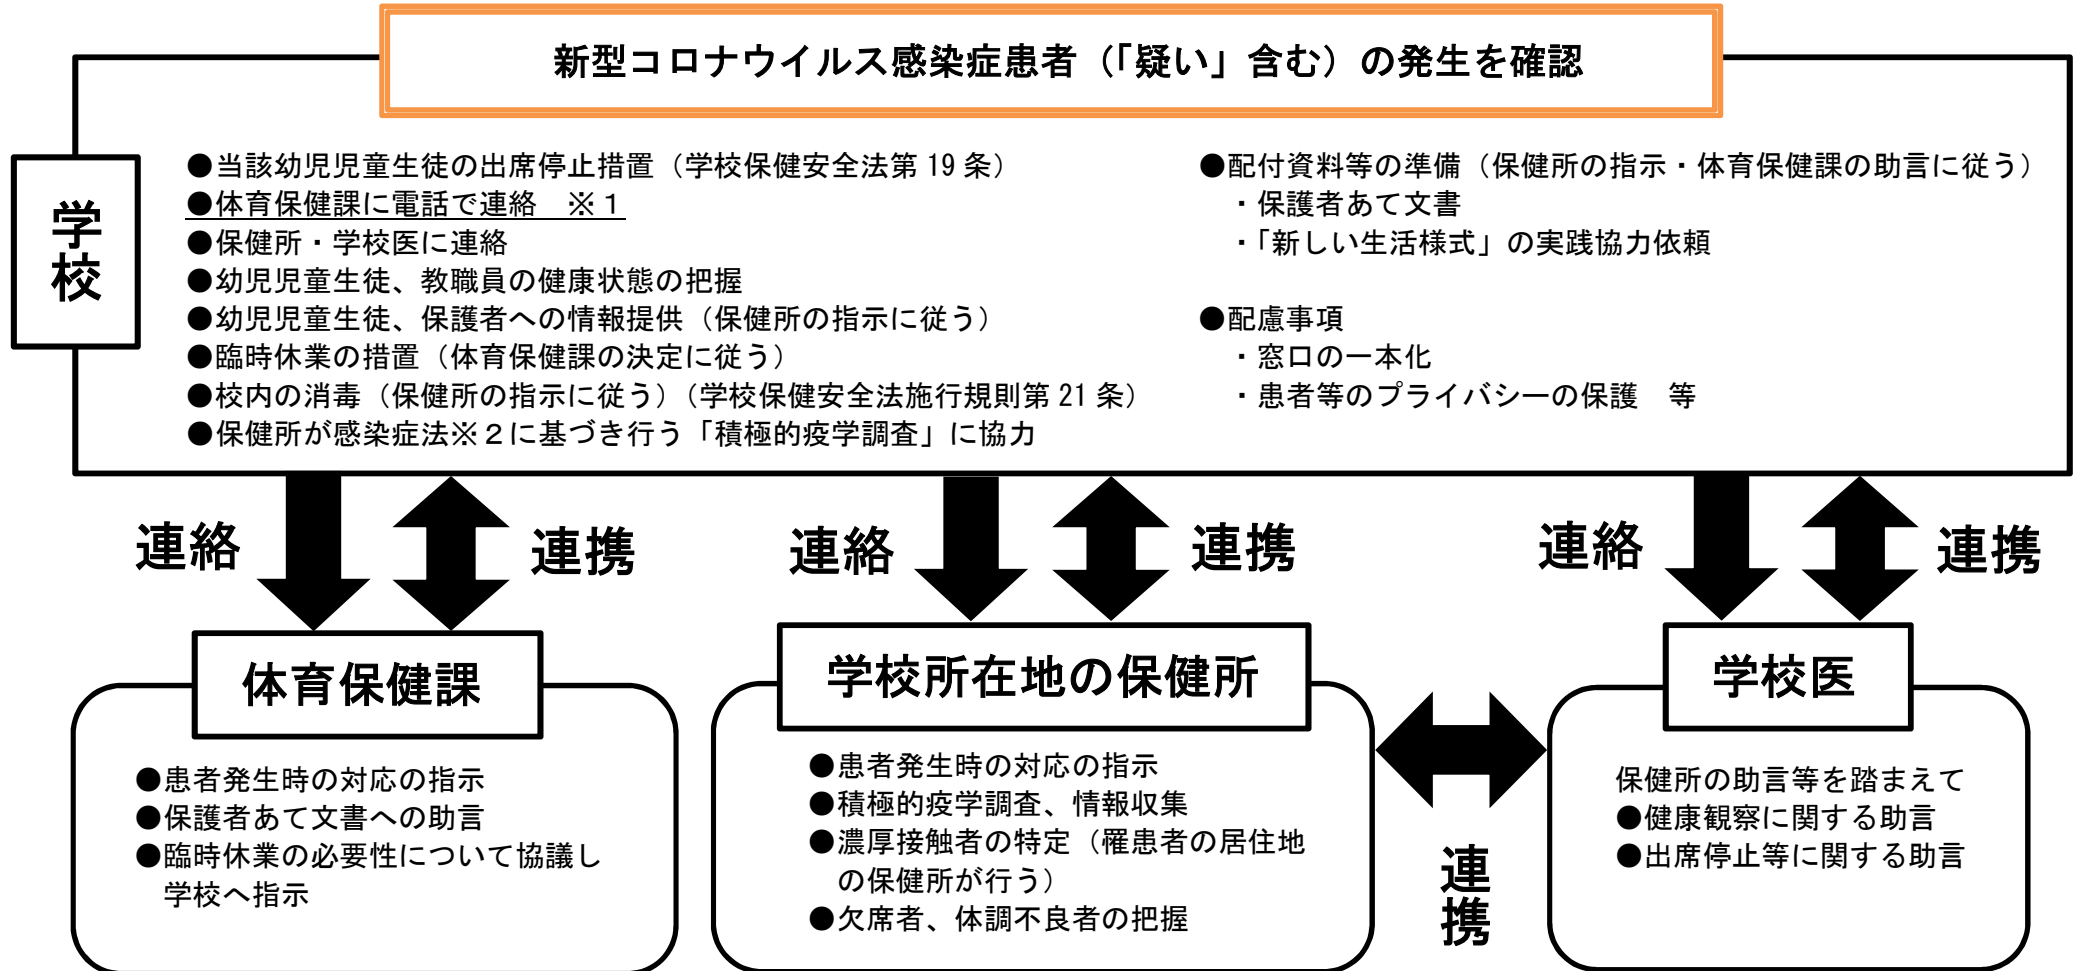 新型コロナウイルス感染症患者（「疑い」含む）の発生を確認
学校
●当該幼児児童生徒の出席停止措置（学校保健安全法第 19 条）
●体育保健課に電話で連絡　※１
●保健所・学校医に連絡
●幼児児童生徒、教職員の健康状態の把握
●幼児児童生徒、保護者への情報提供（保健所の指示に従う）
●臨時休業の措置（体育保健課の決定に従う）
●校内の消毒（保健所の指示に従う）（学校保健安全法施行規則第 21 条）
●保健所が感染症法※２に基づき行う「積極的疫学調査」に協力
●配付資料等の準備（保健所の指示・体育保健課の助言に従う）
・保護者あて文書
・「新しい生活様式」の実践協力依頼
●配慮事項
・窓口の一本化
・患者等のプライバシーの保護　等
連絡
連携
連絡
連携
連絡
連携
体育保健課
●患者発生時の対応の指示
●保護者あて文書への助言
●臨時休業の必要性について協議し
学校へ指示
学校所在地の保健所
●患者発生時の対応の指示
●積極的疫学調査、情報収集
●濃厚接触者の特定（罹患者の居住地
の保健所が行う）
●欠席者、体調不良者の把握
連携
学校医
保健所の助言等を踏まえて
●健康観察に関する助言
●出席停止等に関する助言